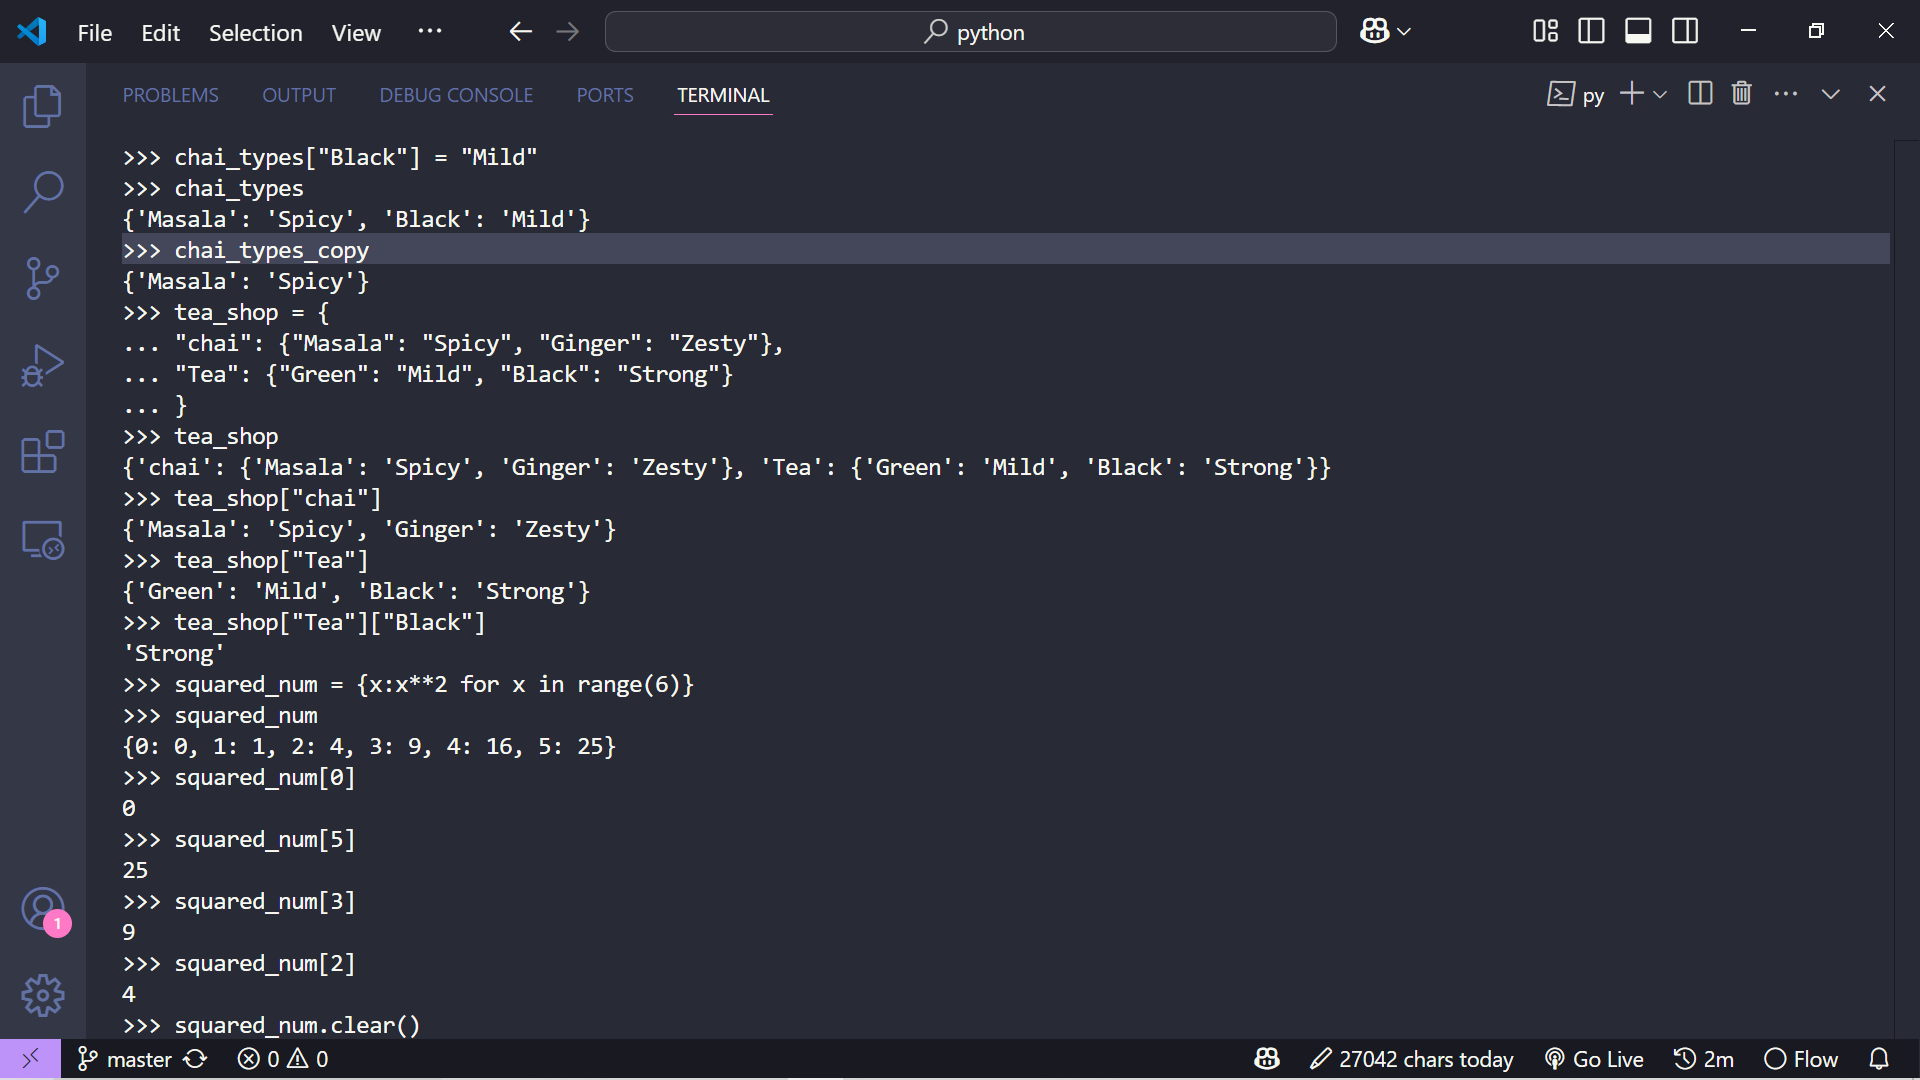 File Edit Selection View ··· python
PROBLEMS OUTPUT DEBUG CONSOLE PORTS TERMINAL py
>>> chai_types["Black"] = "Mild"
>>> chai_types
{'Masala': 'Spicy', 'Black': 'Mild'}
>>> chai_types_copy
{'Masala': 'Spicy'}
>>> tea_shop = {
... "chai": {"Masala": "Spicy", "Ginger": "Zesty"},
... "Tea": {"Green": "Mild", "Black": "Strong"}
... }
>>> tea_shop
{'chai': {'Masala': 'Spicy', 'Ginger': 'Zesty'}, 'Tea': {'Green': 'Mild', 'Black': 'Strong'}}
>>> tea_shop["chai"]
{'Masala': 'Spicy', 'Ginger': 'Zesty'}
>>> tea_shop["Tea"]
{'Green': 'Mild', 'Black': 'Strong'}
>>> tea_shop["Tea"]["Black"]
'Strong'
>>> squared_num = {x:x**2 for x in range(6)}
>>> squared_num
{0: 0, 1: 1, 2: 4, 3: 9, 4: 16, 5: 25}
>>> squared_num[0]
0
>>> squared_num[5]
25
>>> squared_num[3]
9
>>> squared_num[2]
4
>>> squared_num.clear()
1
master 0 0 27042 chars today Go Live 2m Flow